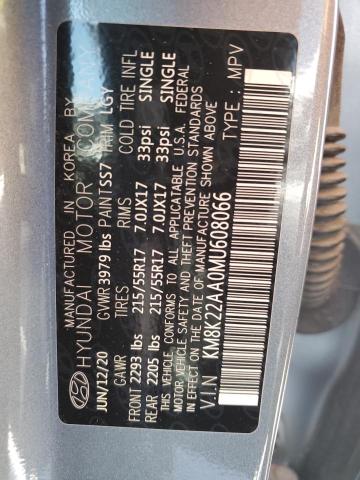 MANUFACTURED IN KOREA BY
HYUNDAI MOTOR COMPANY
JUN/12/20 GVWR 3979 lbs PAINT SS7 TRIM LGY
GAWR TIRES RIMS COLD TIRE INFL
FRONT 2293 lbs 215/55R17 7.0JX17 33psi SINGLE
REAR 2205 lbs 215/55R17 7.0JX17 33psi SINGLE
THIS VEHICLE CONFORMS TO ALL APPLICABLE U.S.A. FEDERAL
MOTOR VEHICLE SAFETY AND THEFT PREVENTION STANDARDS
IN EFFECT ON THE DATE OF MANUFACTURE SHOWN ABOVE
V.I.N : KM8K22AA0MU608066 TYPE : MPV